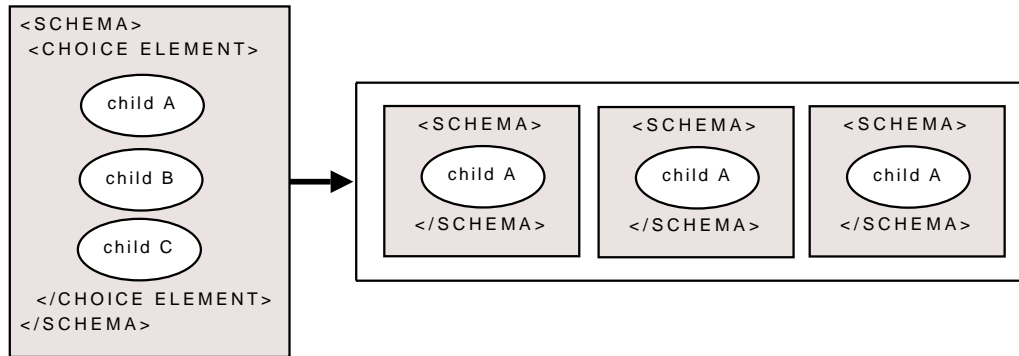 <SCHEMA>
<CHOICE ELEMENT>
child A
child B
child C
</CHOICE ELEMENT>
</SCHEMA>
<SCHEMA>
child A
</SCHEMA>
<SCHEMA>
child A
</SCHEMA>
<SCHEMA>
child A
</SCHEMA>